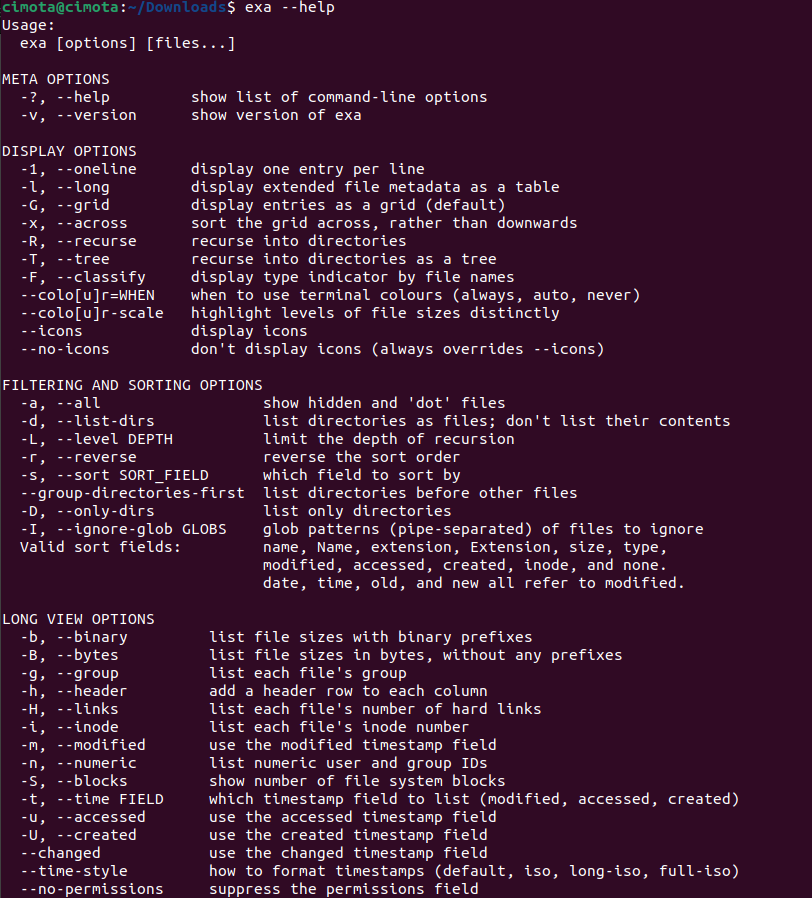 cimota@cimota:~/Downloads$ exa --help
Usage:
  exa [options] [files...]

META OPTIONS
  -?, --help         show list of command-line options
  -v, --version      show version of exa

DISPLAY OPTIONS
  -1, --oneline      display one entry per line
  -l, --long         display extended file metadata as a table
  -G, --grid         display entries as a grid (default)
  -x, --across       sort the grid across, rather than downwards
  -R, --recurse      recurse into directories
  -T, --tree         recurse into directories as a tree
  -F, --classify     display type indicator by file names
  --colo[u]r=WHEN    when to use terminal colours (always, auto, never)
  --colo[u]r-scale   highlight levels of file sizes distinctly
  --icons            display icons
  --no-icons         don't display icons (always overrides --icons)

FILTERING AND SORTING OPTIONS
  -a, --all                  show hidden and 'dot' files
  -d, --list-dirs            list directories as files; don't list their contents
  -L, --level DEPTH          limit the depth of recursion
  -r, --reverse              reverse the sort order
  -s, --sort SORT_FIELD      which field to sort by
  --group-directories-first  list directories before other files
  -D, --only-dirs            list only directories
  -I, --ignore-glob GLOBS    glob patterns (pipe-separated) of files to ignore
  Valid sort fields:         name, Name, extension, Extension, size, type,
                             modified, accessed, created, inode, and none.
                             date, time, old, and new all refer to modified.

LONG VIEW OPTIONS
  -b, --binary         list file sizes with binary prefixes
  -B, --bytes          list file sizes in bytes, without any prefixes
  -g, --group          list each file's group
  -h, --header         add a header row to each column
  -H, --links          list each file's number of hard links
  -i, --inode          list each file's inode number
  -m, --modified       use the modified timestamp field
  -n, --numeric        list numeric user and group IDs
  -S, --blocks         show number of file system blocks
  -t, --time FIELD     which timestamp field to list (modified, accessed, created)
  -u, --accessed       use the accessed timestamp field
  -U, --created        use the created timestamp field
  --changed            use the changed timestamp field
  --time-style         how to format timestamps (default, iso, long-iso, full-iso)
  --no-permissions     suppress the permissions field